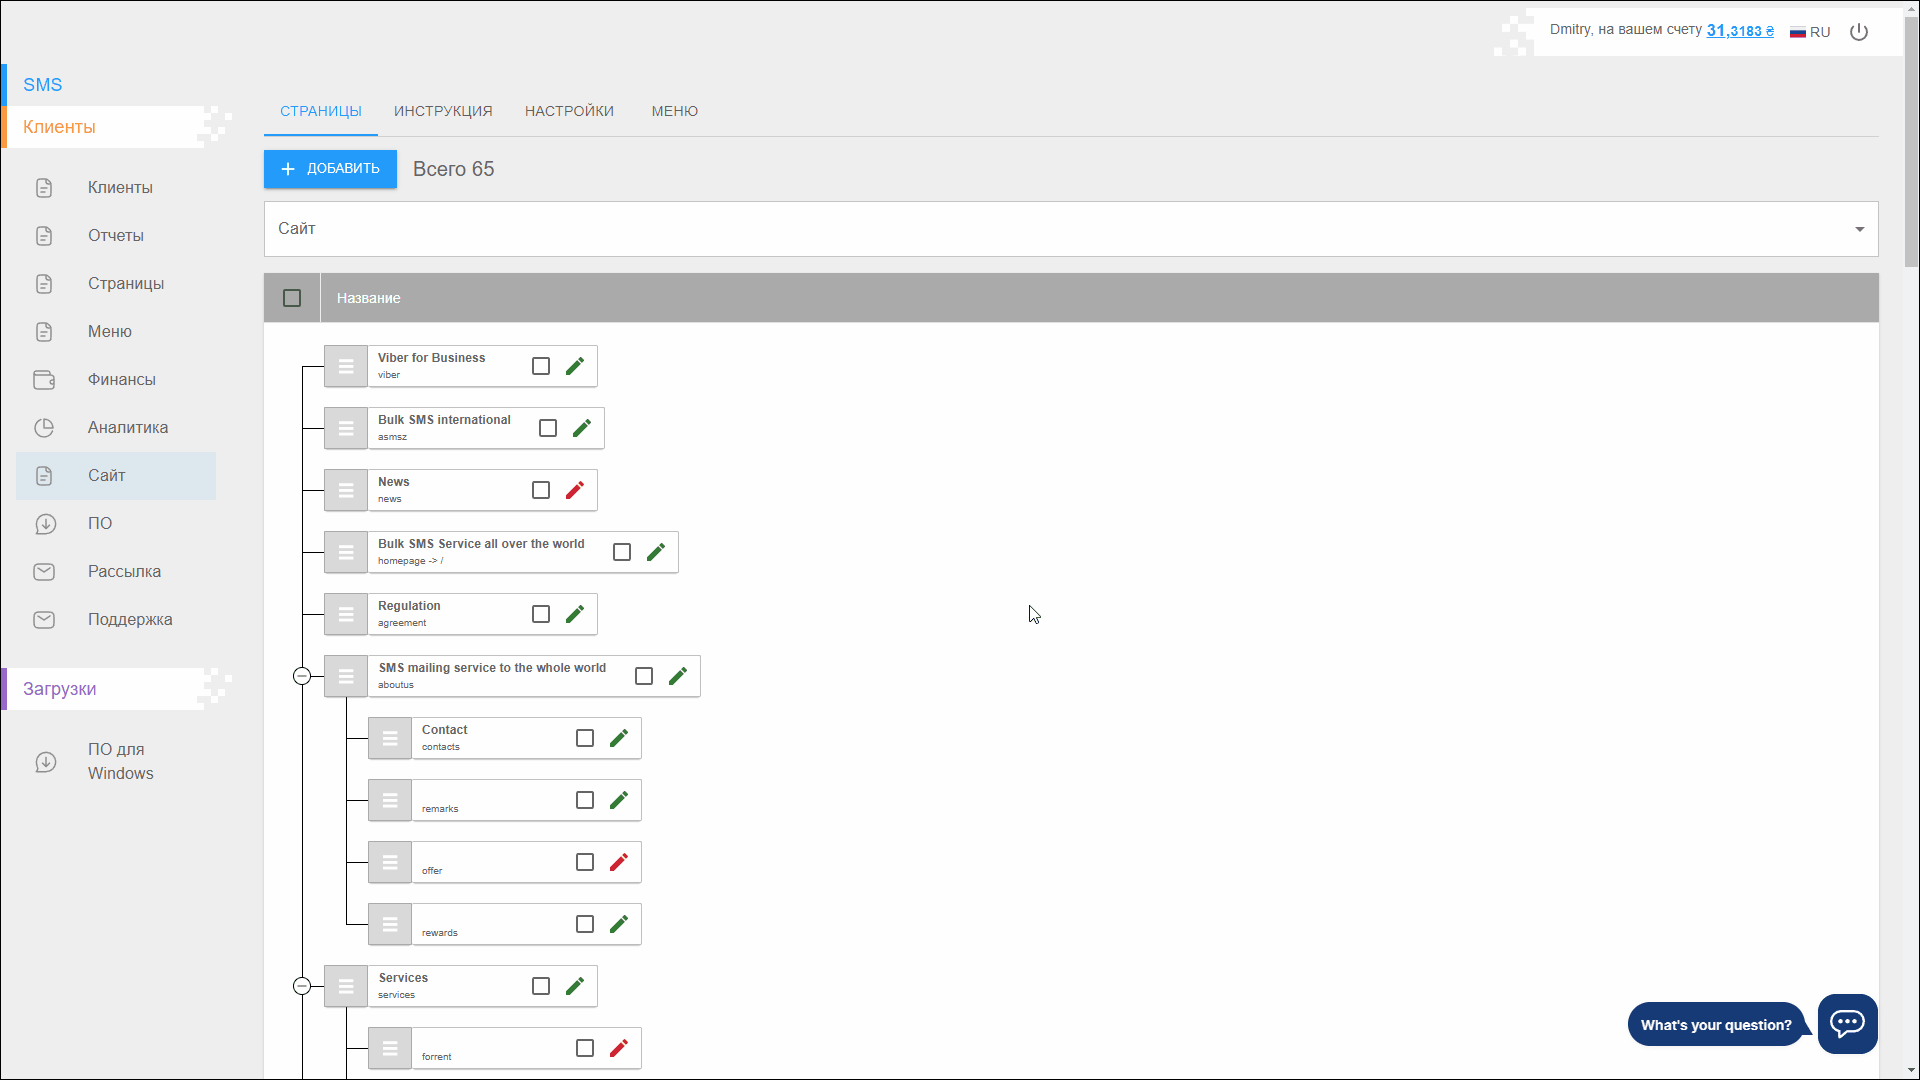 Dmitry, на вашем счету 31,3183 ₴ RU
SMS
Клиенты
Клиенты
Отчеты
Страницы
Меню
Финансы
Аналитика
Сайт
ПО
Рассылка
Поддержка
Загрузки
ПО для
Windows
СТРАНИЦЫ ИНСТРУКЦИЯ НАСТРОЙКИ МЕНЮ
ДОБАВИТЬ Всего 65
Сайт
Название
Viber for Business
viber
Bulk SMS international
asmsz
News
news
Bulk SMS Service all over the world
homepage -> /
Regulation
agreement
SMS mailing service to the whole world
aboutus
Contact
contacts
remarks
offer
rewards
Services
services
forrent
What's your question?